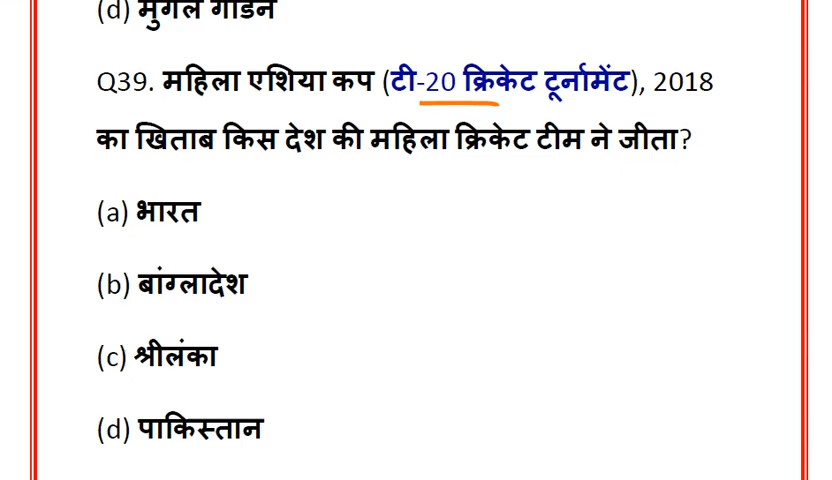 (d) मुगल गार्डन
Q39. महिला एशिया कप (टी-20 क्रिकेट टूर्नामेंट), 2018
का खिताब किस देश की महिला क्रिकेट टीम ने जीता?
(a) भारत
(b) बांग्लादेश
(c) श्रीलंका
(d) पाकिस्तान